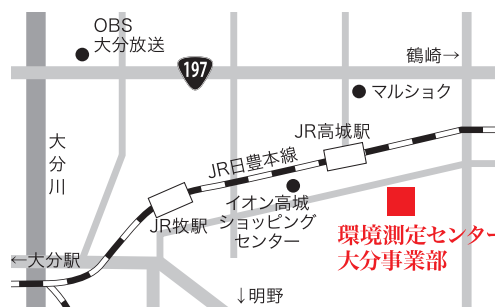 OBS
大分放送
鶴崎→
197
マルショク
JR高城駅
大分川
JR日豊本線
イオン高城
ショッピング
センター
JR牧駅
環境測定センター
大分事業部
←大分駅
↓明野